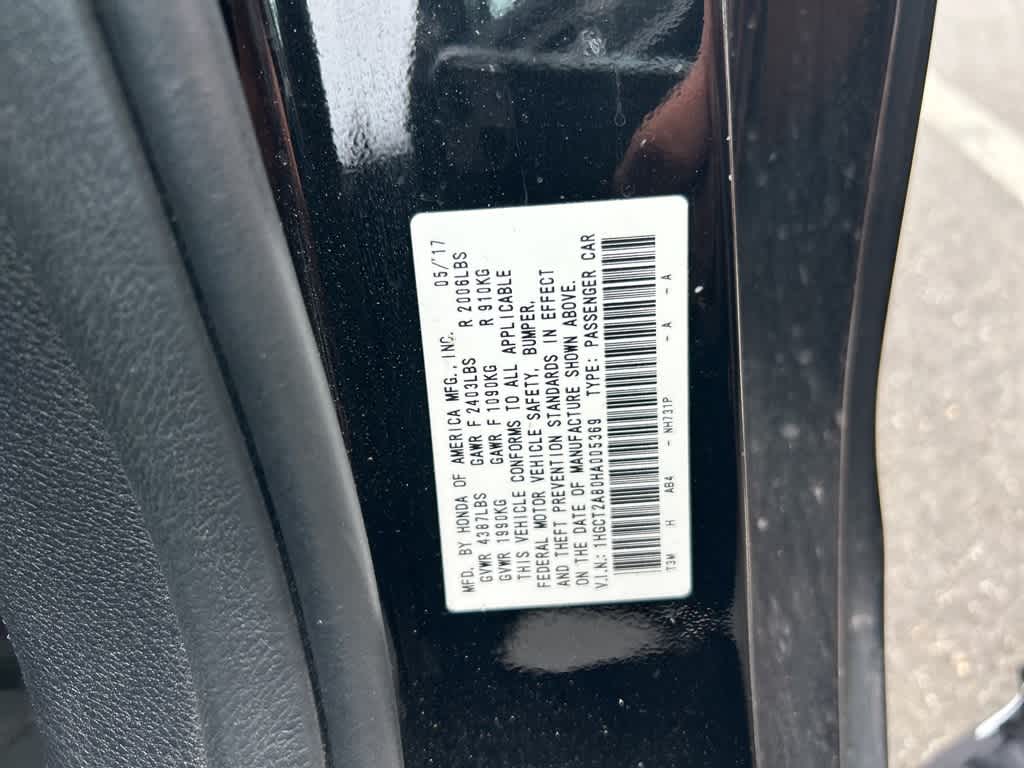 MFD. BY HONDA OF AMERICA MFG., INC. 05/'17
GVWR 4387LBS GAWR F 2403LBS R 2006LBS
GVWR 1990KG GAWR F 1090KG R 910KG
THIS VEHICLE CONFORMS TO ALL APPLICABLE
FEDERAL MOTOR VEHICLE SAFETY, BUMPER,
AND THEFT PREVENTION STANDARDS IN EFFECT
ON THE DATE OF MANUFACTURE SHOWN ABOVE.
V.I.N.: 1HGCT2A80HA005369 TYPE: PASSENGER CAR
T3M H AB4 - NH731P - A - A